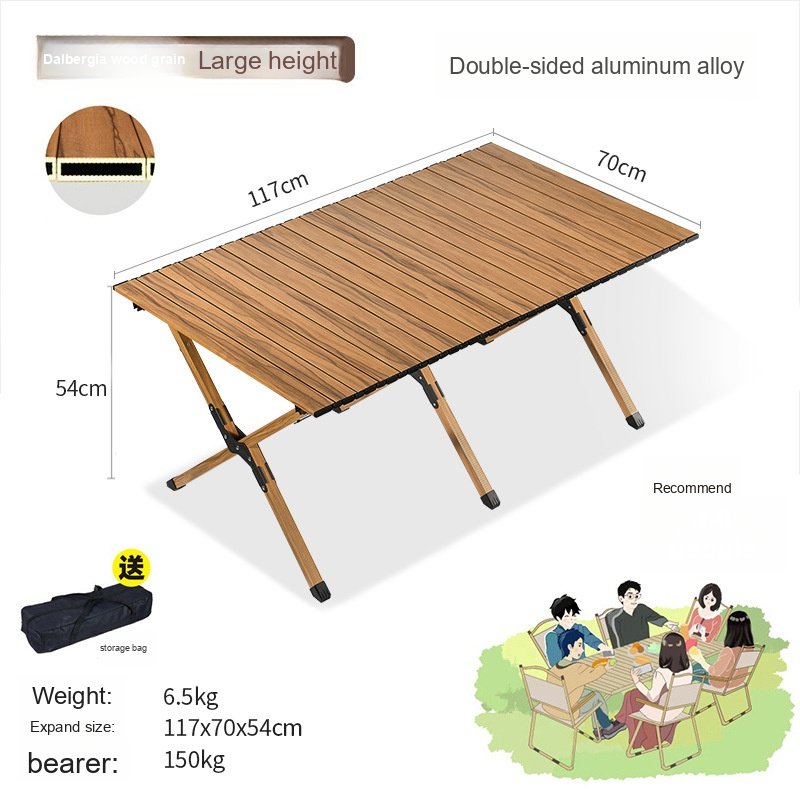 Dalbergia wood grain Large height
Double-sided aluminum alloy
117cm
70cm
54cm
Recommend
送
storage bag
Weight: 6.5kg
Expand size: 117x70x54cm
bearer: 150kg